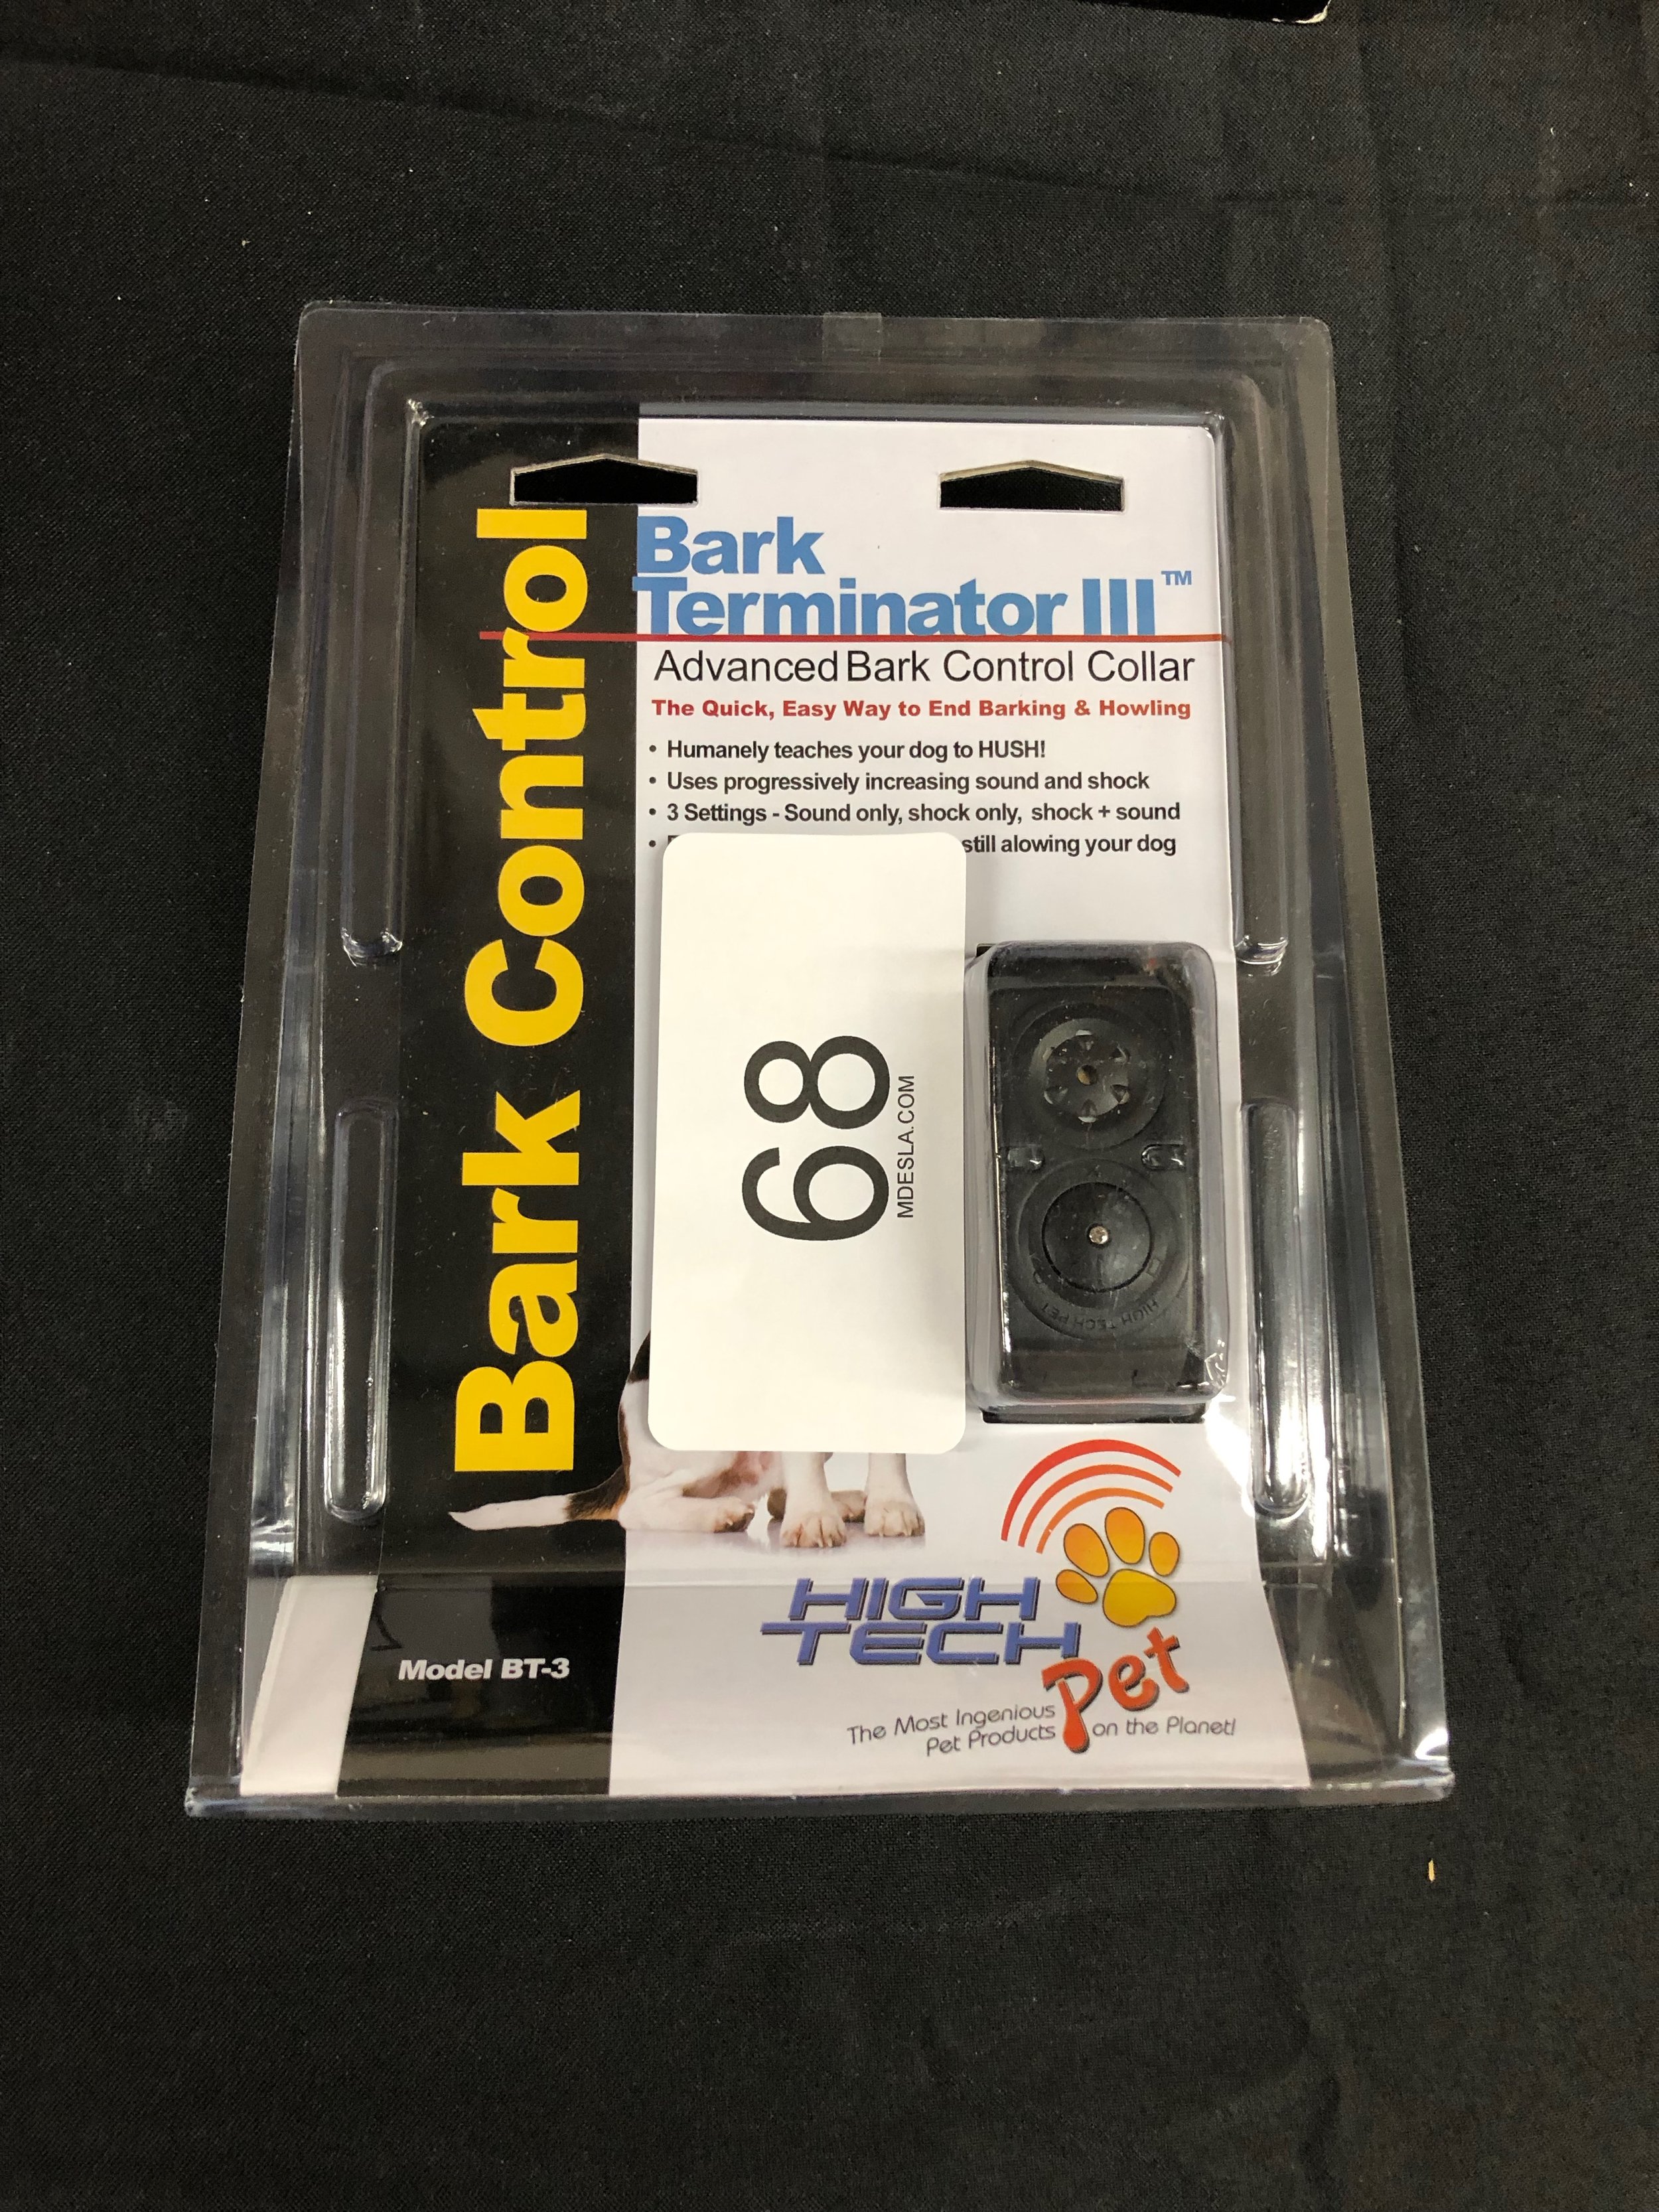 Bark Control
Bark
Terminator III™
Advanced Bark Control Collar
The Quick, Easy Way to End Barking & Howling
• Humanely teaches your dog to HUSH!
• Uses progressively increasing sound and shock
• 3 Settings - Sound only, shock only, shock + sound
• still alowing your dog
68
MDESLA.COM
HIGH TECH PET
HIGH
TECH
Pet
The Most Ingenious
Pet Products on the Planet!
Model BT-3